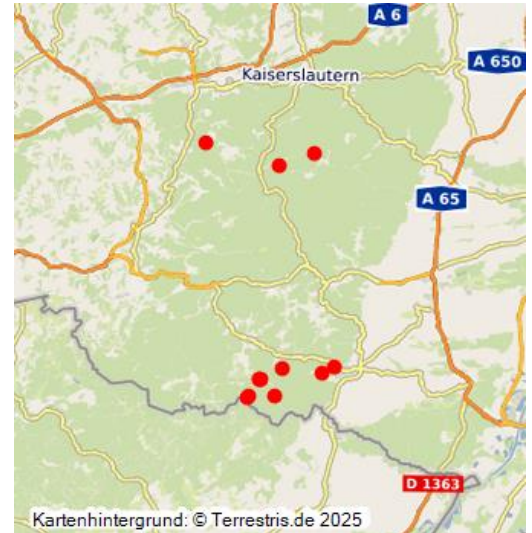 A 6
A 650
Kaiserslautern
A 65
D 1363
Kartenhintergrund: © Terrestris.de 2025